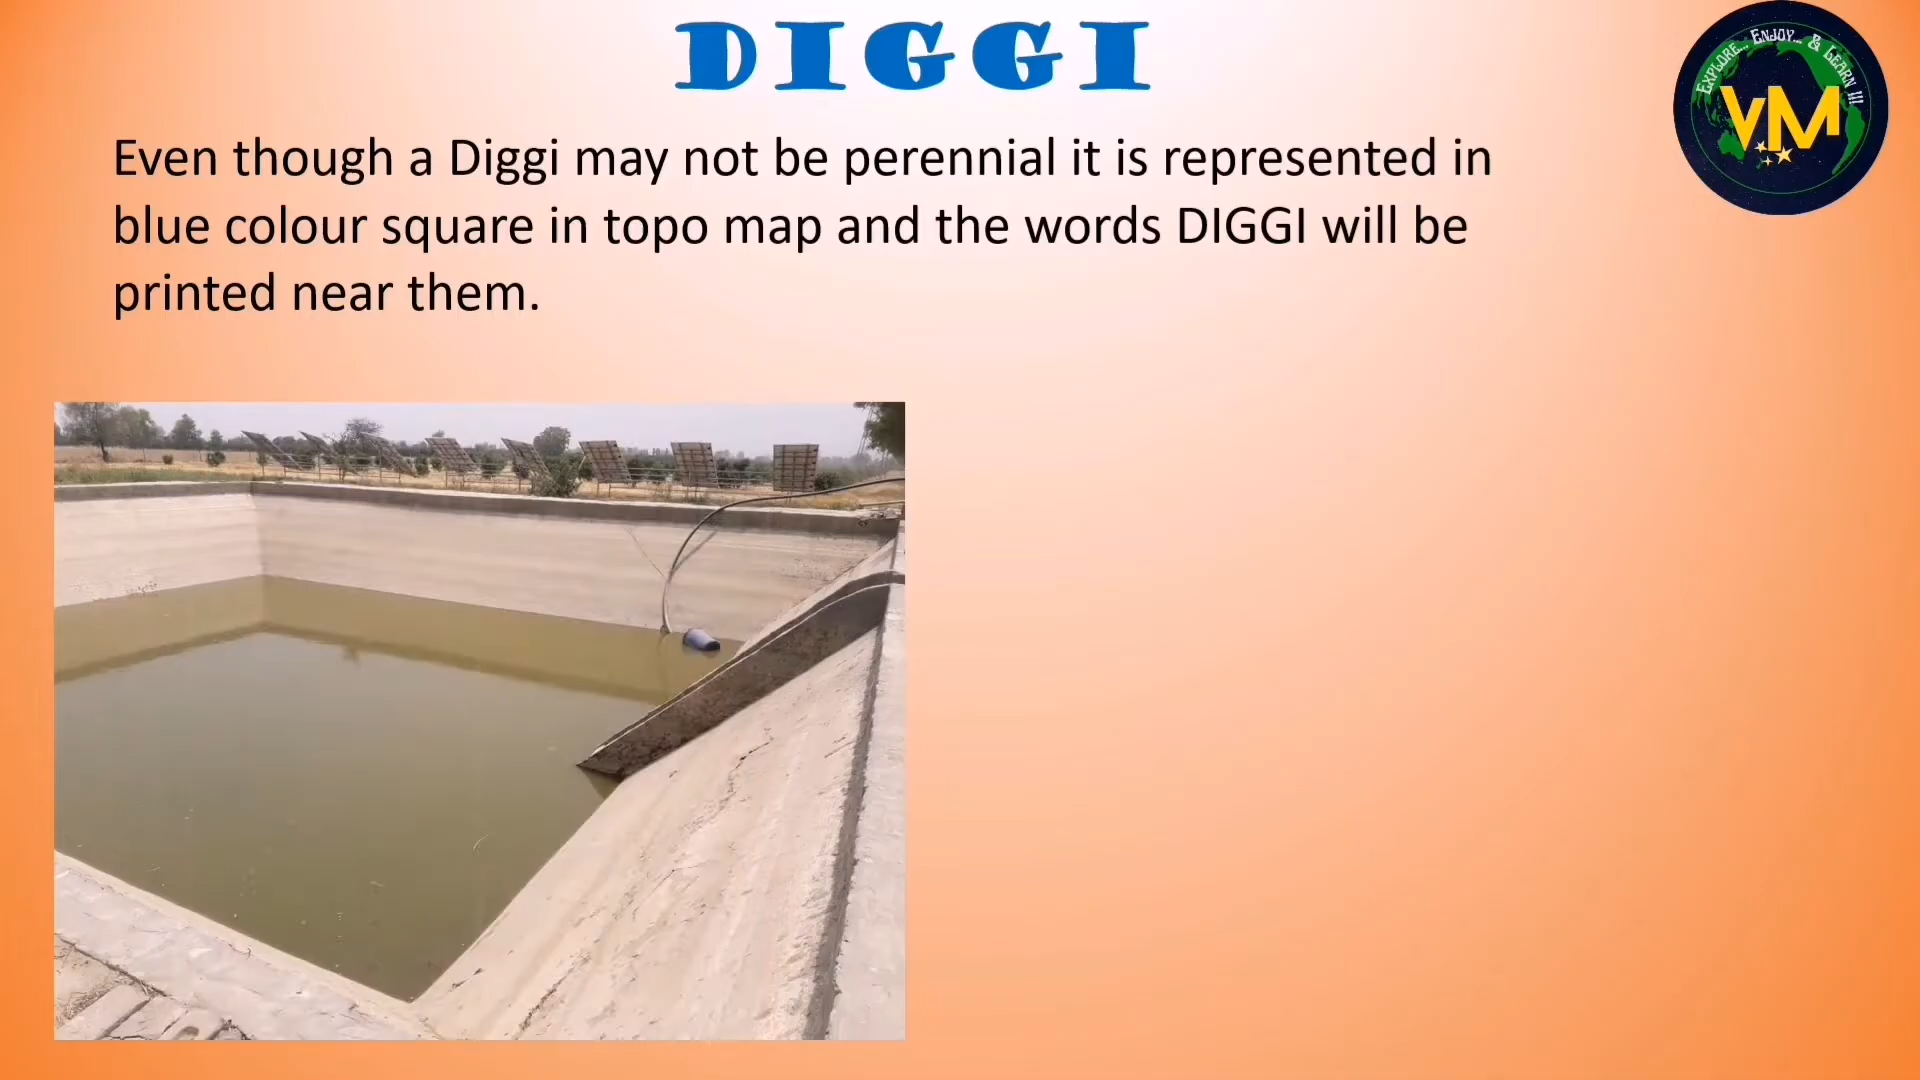 DIGGI
EXPLORE... ENJOY... & LEARN !!!
VM
Even though a Diggi may not be perennial it is represented in
blue colour square in topo map and the words DIGGI will be
printed near them.